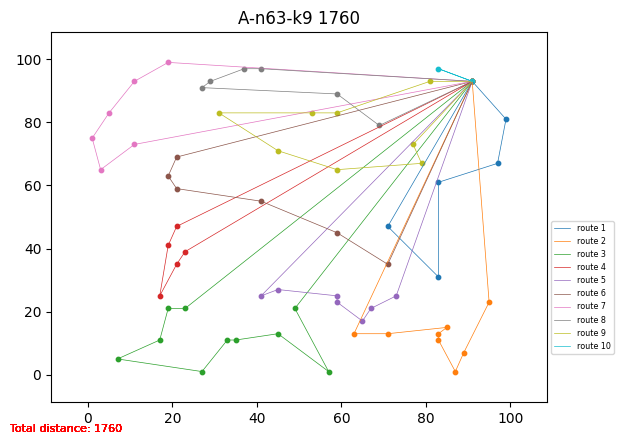 A-n63-k9 1760
100
80
60
40
20
0
0 20 40 60 80 100
route 1
route 2
route 3
route 4
route 5
route 6
route 7
route 8
route 9
route 10
Total distance: 1760